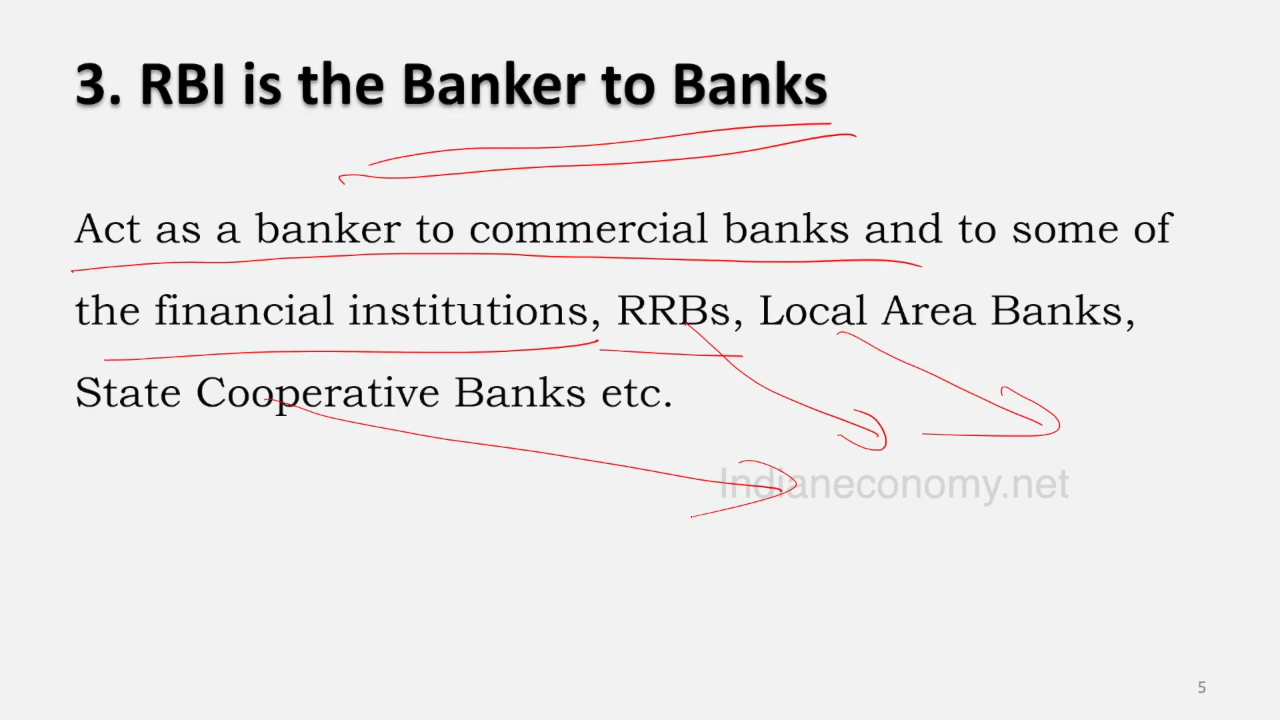 3. RBI is the Banker to Banks
Act as a banker to commercial banks and to some of
the financial institutions, RRBs, Local Area Banks,
State Cooperative Banks etc.
Indianeconomy.net
5